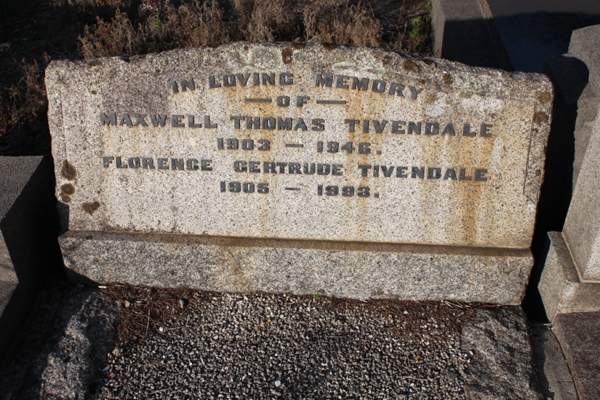 IN LOVING MEMORY
— OF —
MAXWELL THOMAS TIVENDALE
1903 — 1946.
FLORENCE GERTRUDE TIVENDALE
1905 — 1993.